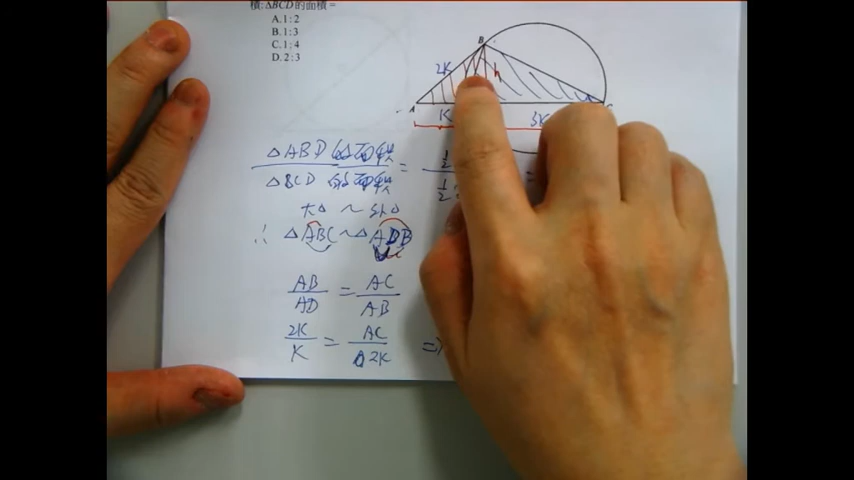 積:△BCD的面積 =
A. 1 : 2
B. 1 : 3
C. 1 : 4
D. 2 : 3
B
2K
h
A
K
3K
△ABD的面積
△BCD的面積
=
1
2
1
2
大△ ~ 小△
∴ △ABC ~ △ADB
AB/AD = AC/AB
2K/K = AC/2K ⇒